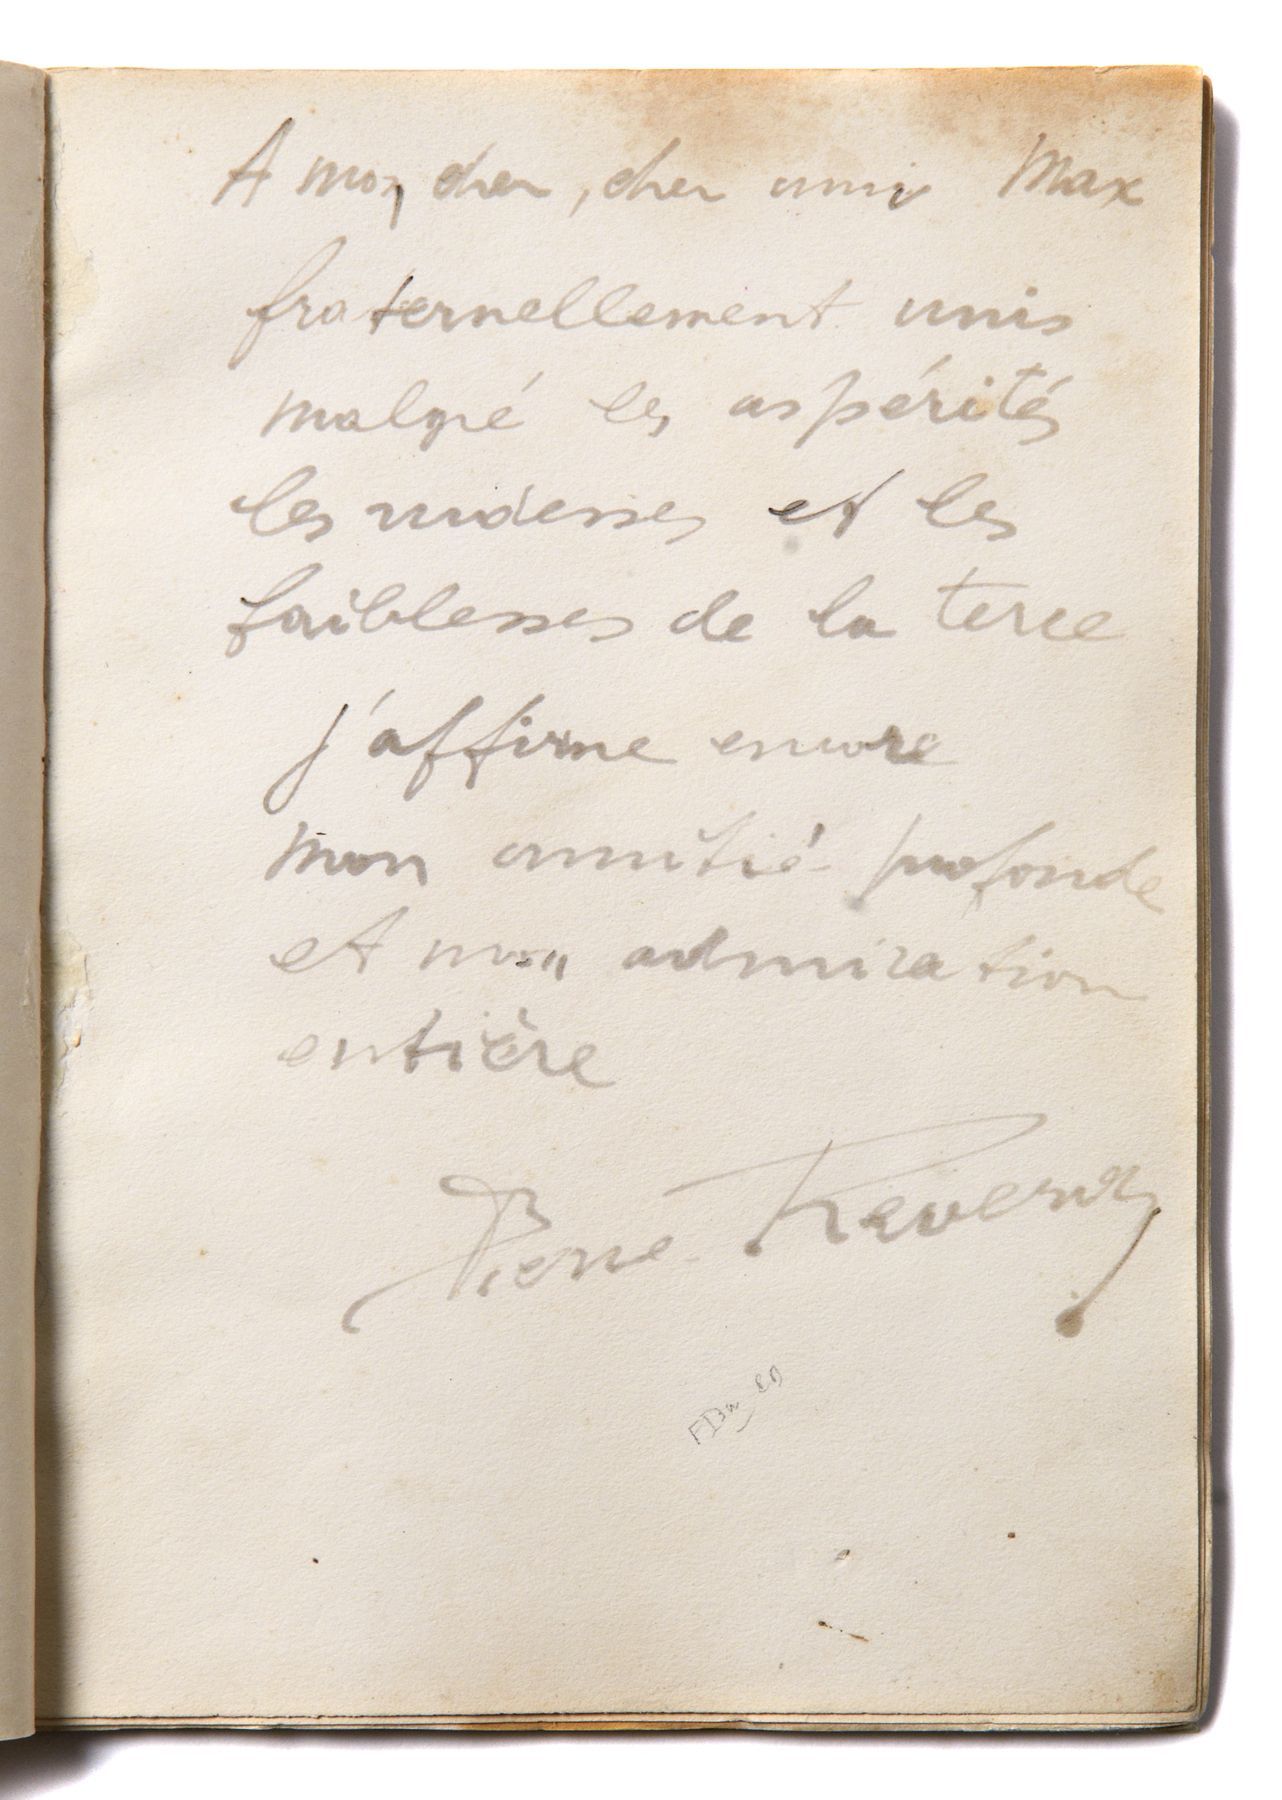 A mon cher, cher ami Max
fraternellement unis
malgré les aspérités
les rudesses et les
faiblesses de la terre
j'affirme encore
mon amitié profonde
et mon admiration
entière
Pierre Reverdy